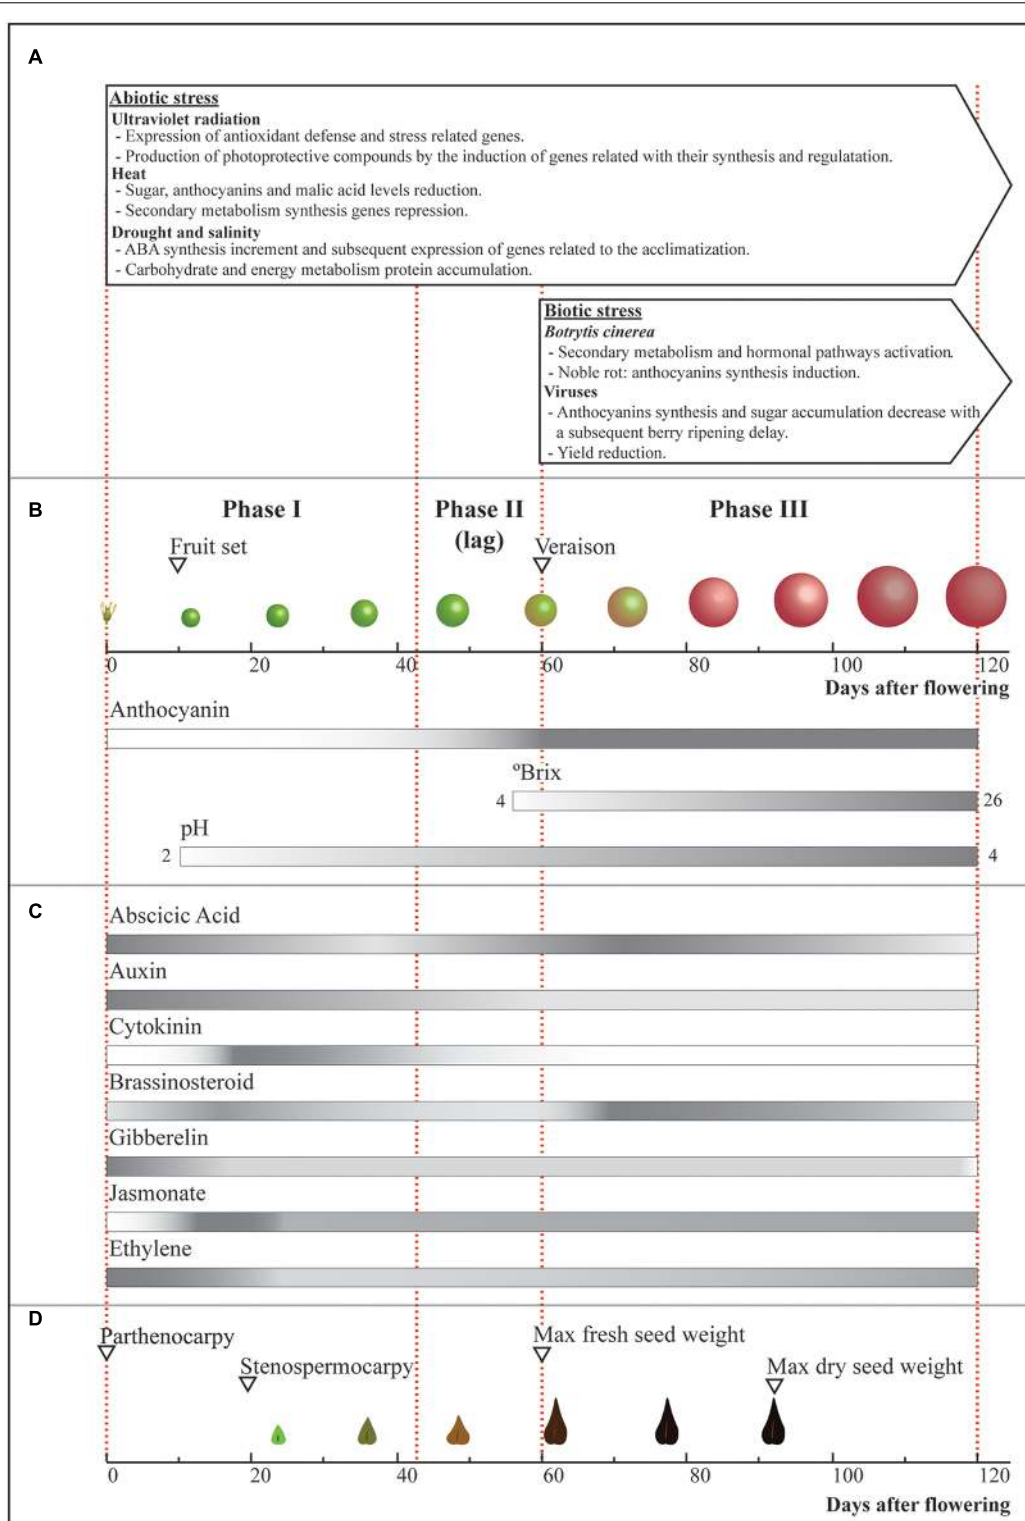 A
Abiotic stress
Ultraviolet radiation
- Expression of antioxidant defense and stress related genes.
- Production of photoprotective compounds by the induction of genes related with their synthesis and regulatation.
Heat
- Sugar, anthocyanins and malic acid levels reduction.
- Secondary metabolism synthesis genes repression.
Drought and salinity
- ABA synthesis increment and subsequent expression of genes related to the acclimatization.
- Carbohydrate and energy metabolism protein accumulation.
Biotic stress
Botrytis cinerea
- Secondary metabolism and hormonal pathways activation.
- Noble rot: anthocyanins synthesis induction.
Viruses
- Anthocyanins synthesis and sugar accumulation decrease with
a subsequent berry ripening delay.
- Yield reduction.
B
Phase I Phase II Phase III
(lag)
Fruit set Veraison
0 20 40 60 80 100 120
Days after flowering
Anthocyanin
ºBrix
4 26
pH
2 4
C
Abscicic Acid
Auxin
Cytokinin
Brassinosteroid
Gibberelin
Jasmonate
Ethylene
D
Parthenocarpy Max fresh seed weight
Stenospermocarpy Max dry seed weight
0 20 40 60 80 100 120
Days after flowering